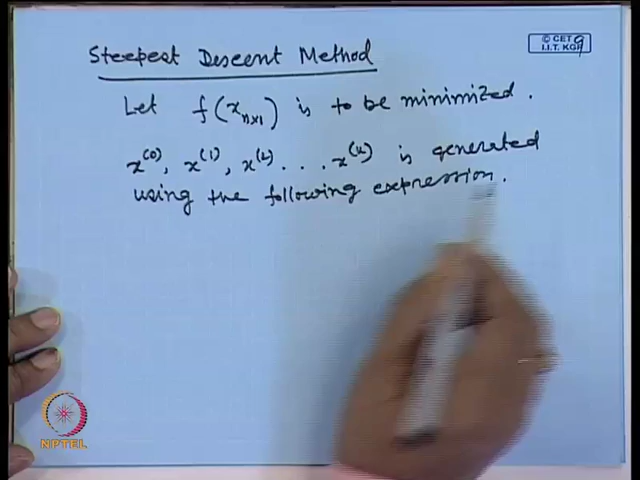 Steepest Descent Method
© CET
I.I.T. KGP
9
Let f(x_{n×1}) is to be minimized.
x^{(0)}, x^{(1)}, x^{(2)} . . . . x^{(k)} is generated
using the following expression.
NPTEL